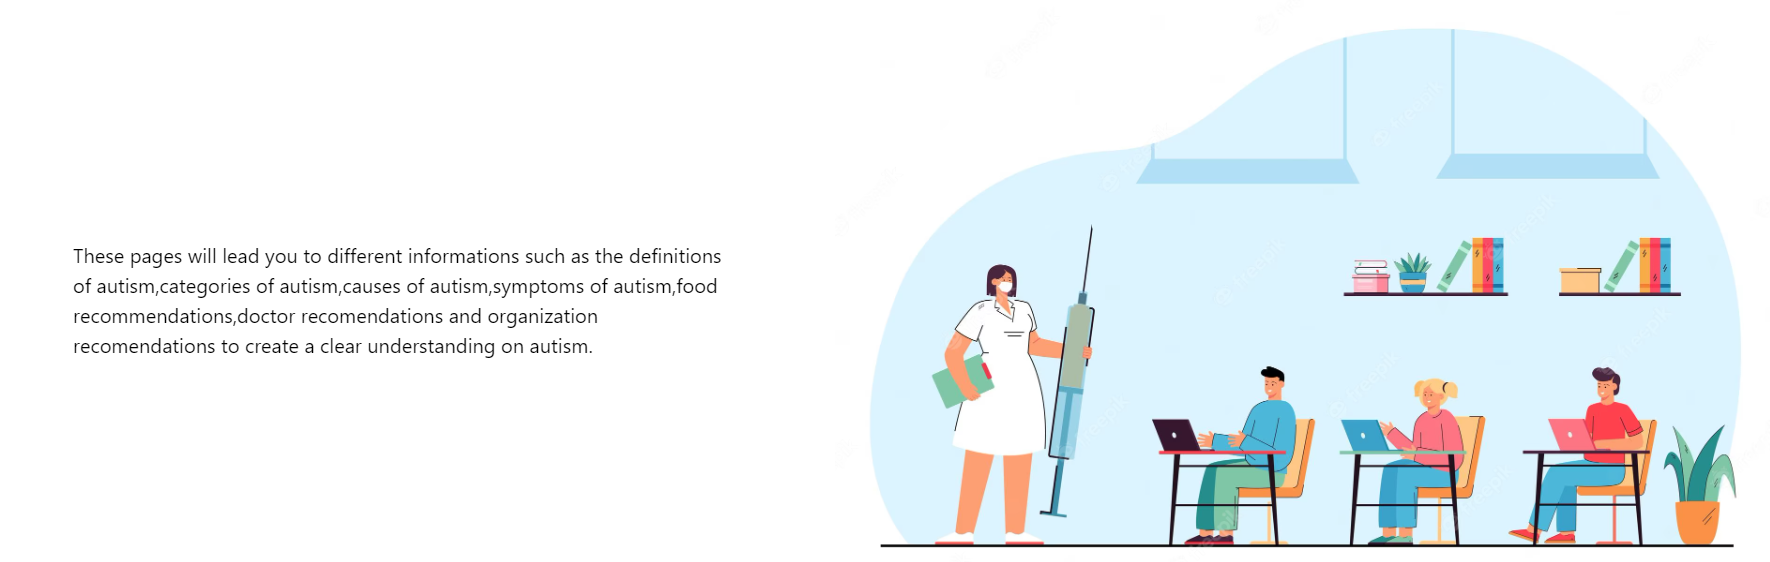 These pages will lead you to different informations such as the definitions
of autism,categories of autism,causes of autism,symptoms of autism,food
recommendations,doctor recomendations and organization
recomendations to create a clear understanding on autism.